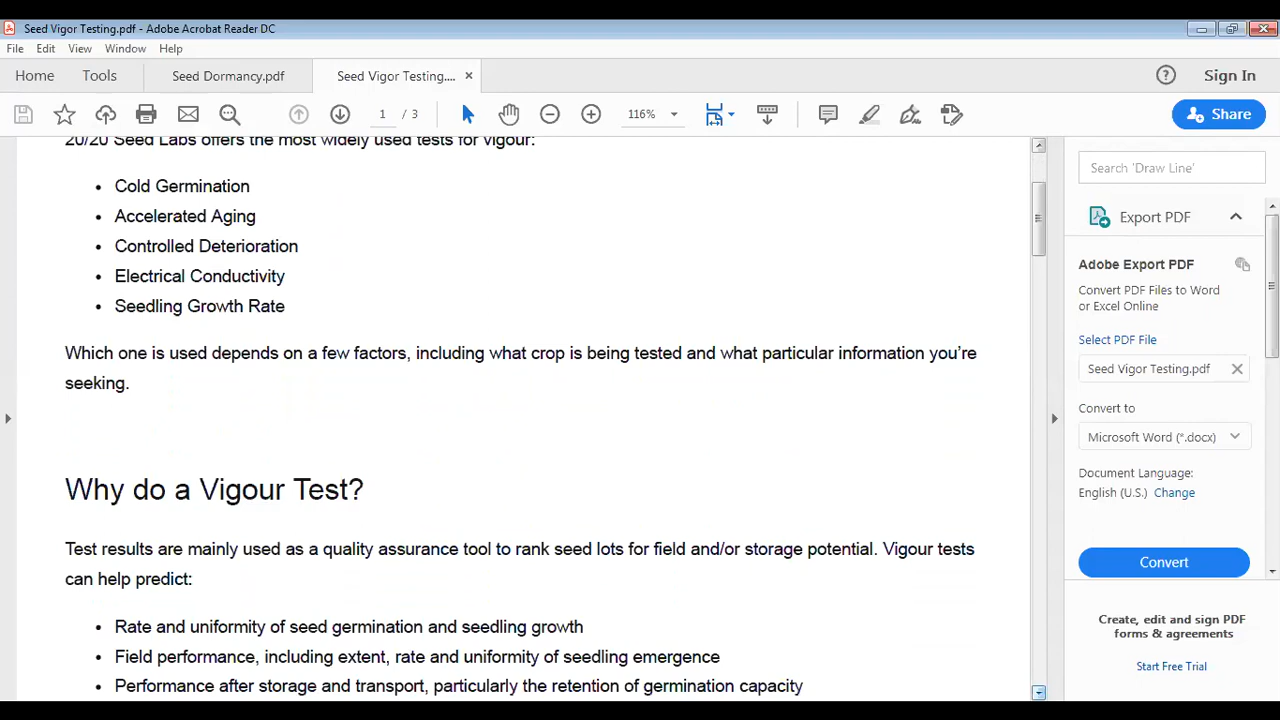 Seed Vigor Testing.pdf - Adobe Acrobat Reader DC
File Edit View Window Help
Home Tools Seed Dormancy.pdf Seed Vigor Testing.... Sign In
1 / 3 116% Share
20/20 Seed Labs offers the most widely used tests for vigour:
• Cold Germination
• Accelerated Aging
• Controlled Deterioration
• Electrical Conductivity
• Seedling Growth Rate
Which one is used depends on a few factors, including what crop is being tested and what particular information you’re
seeking.
Why do a Vigour Test?
Test results are mainly used as a quality assurance tool to rank seed lots for field and/or storage potential. Vigour tests
can help predict:
• Rate and uniformity of seed germination and seedling growth
• Field performance, including extent, rate and uniformity of seedling emergence
• Performance after storage and transport, particularly the retention of germination capacity
Search 'Draw Line'
Export PDF
Adobe Export PDF
Convert PDF Files to Word
or Excel Online
Select PDF File
Seed Vigor Testing.pdf
Convert to
Microsoft Word (*.docx)
Document Language:
English (U.S.) Change
Convert
Create, edit and sign PDF
forms & agreements
Start Free Trial